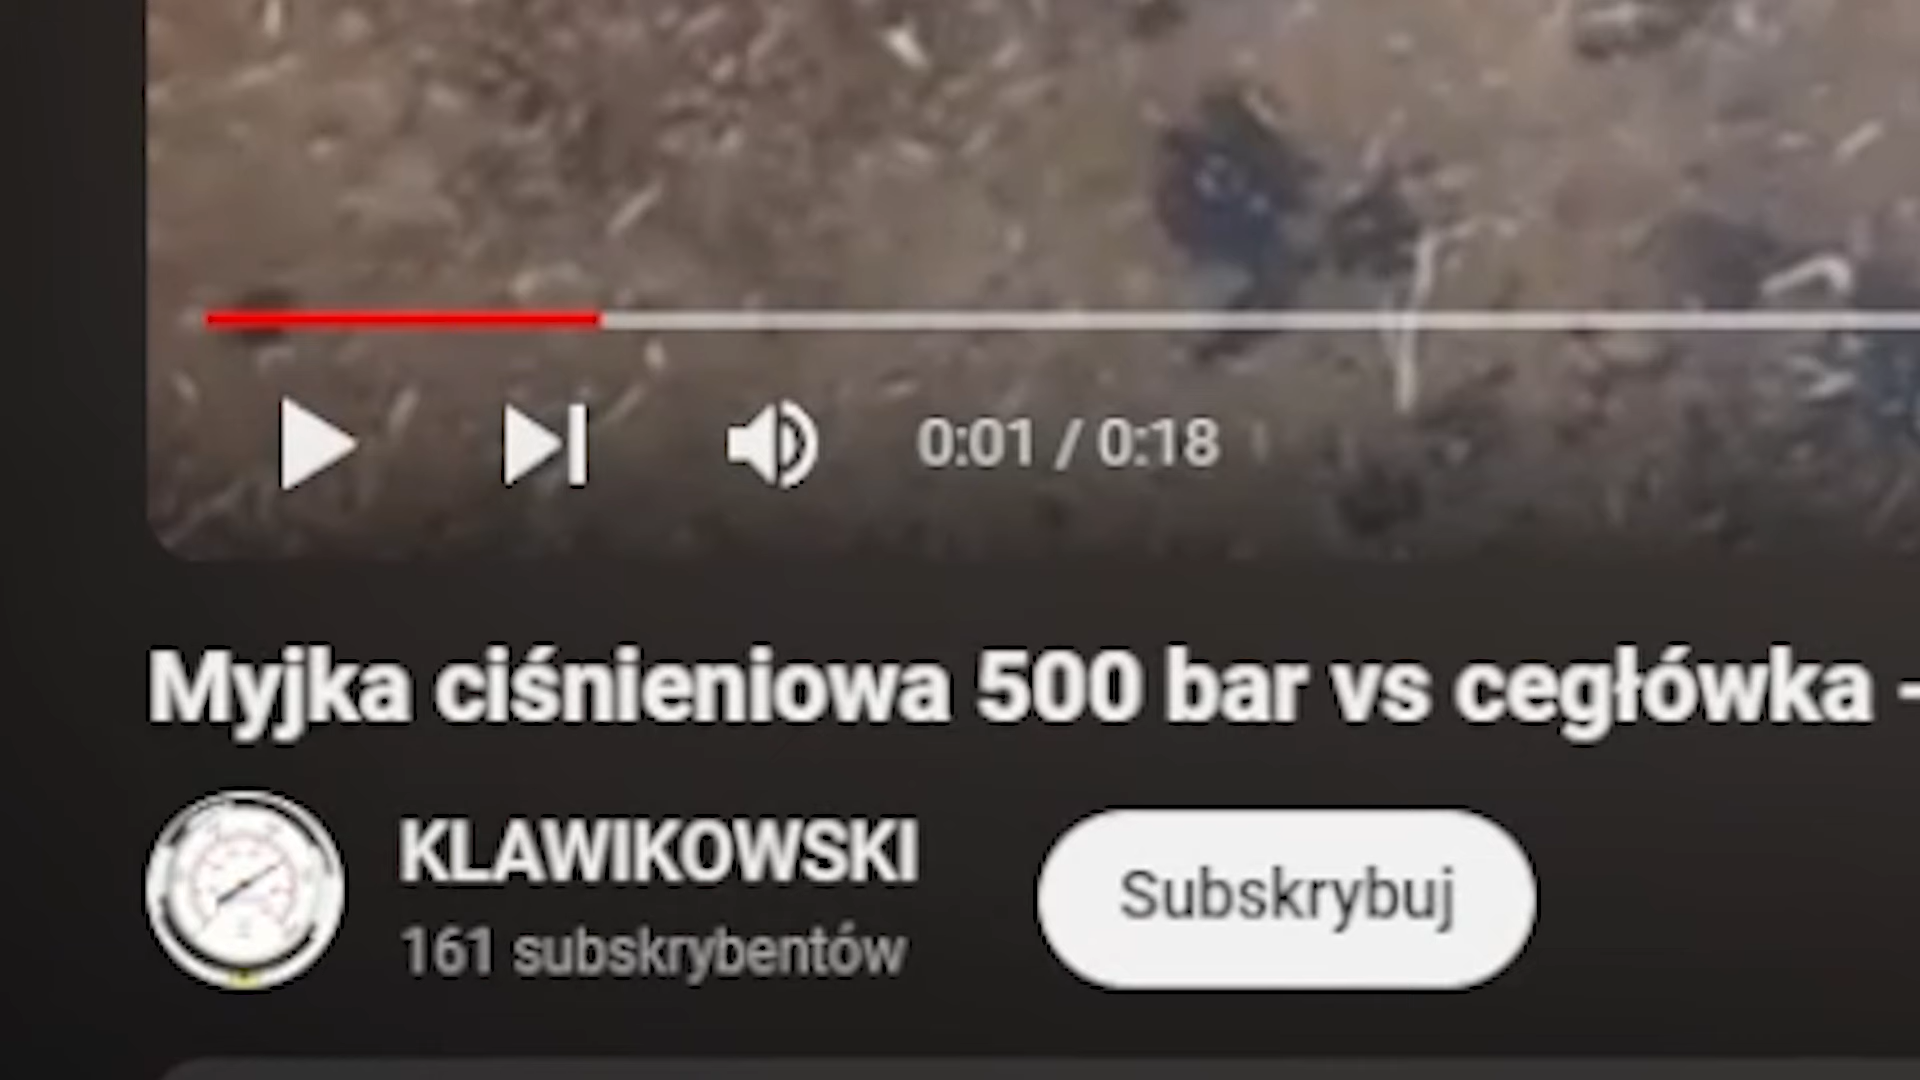 0:01 / 0:18
Myjka ciśnieniowa 500 bar vs cegłówka -
KLAWIKOWSKI
161 subskrybentów
Subskrybuj